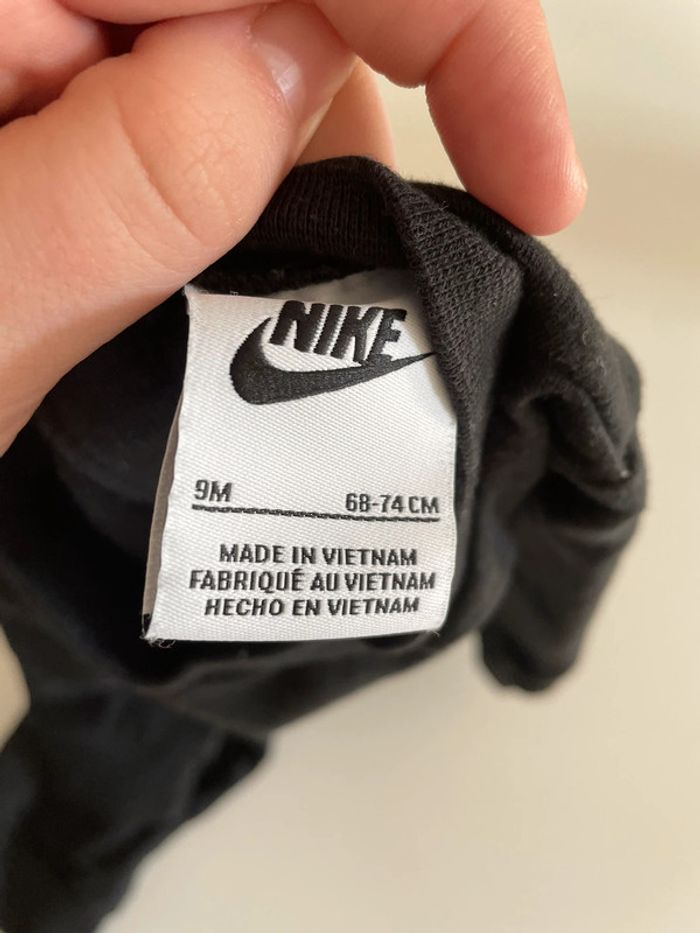 NIKE
9M 68-74 CM
MADE IN VIETNAM
FABRIQUÉ AU VIETNAM
HECHO EN VIETNAM